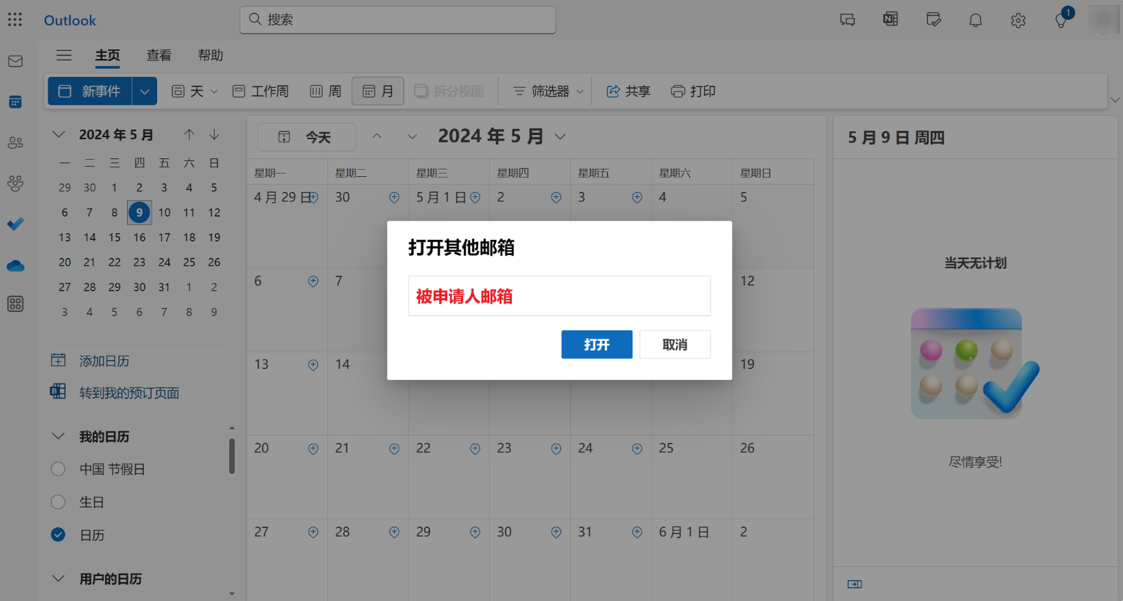 Outlook
搜索
1
主页 查看 帮助
新事件 天 工作周 周 月 拆分视图 筛选器 共享 打印
2024 年 5 月
一 二 三 四 五 六 日
29 30 1 2 3 4 5
6 7 8 9 10 11 12
13 14 15 16 17 18 19
20 21 22 23 24 25 26
27 28 29 30 31 1 2
3 4 5 6 7 8 9
添加日历
转到我的预订页面
我的日历
中国 节假日
生日
日历
用户的日历
今天 2024 年 5 月
星期一 星期二 星期三 星期四 星期五 星期六 星期日
4 月 29 日 30 5 月 1 日 2 3 4 5
6 7 12
13 14 19
20 21 22 23 24 25 26
27 28 29 30 31 6 月 1 日 2
打开其他邮箱
被申请人邮箱
打开 取消
5 月 9 日 周四
当天无计划
尽情享受!